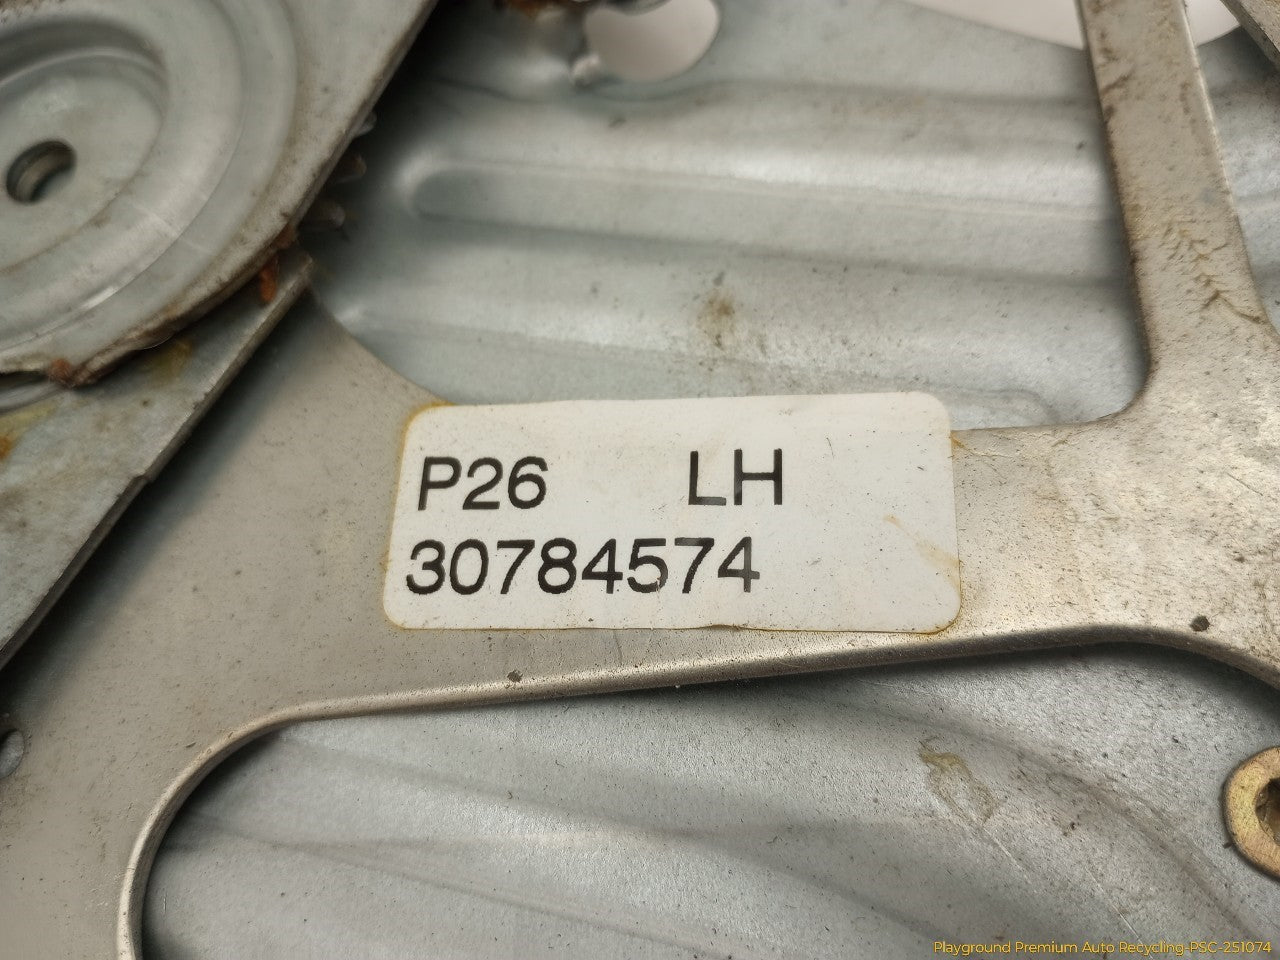 P26 LH
30784574
Playground Premium Auto Recycling-PSC-251074